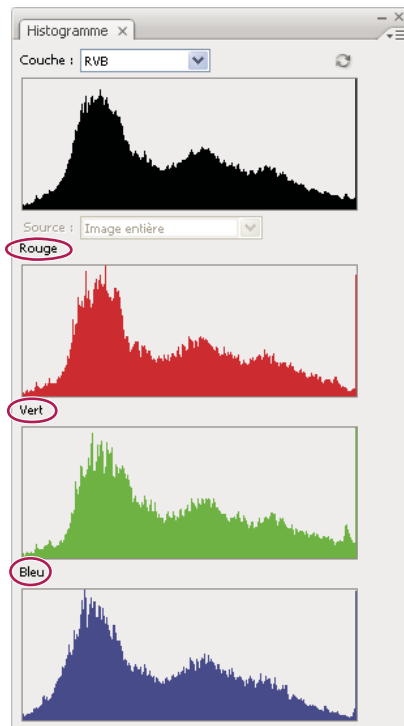 Histogramme
Couche : RVB
Source : Image entière
Rouge
Vert
Bleu